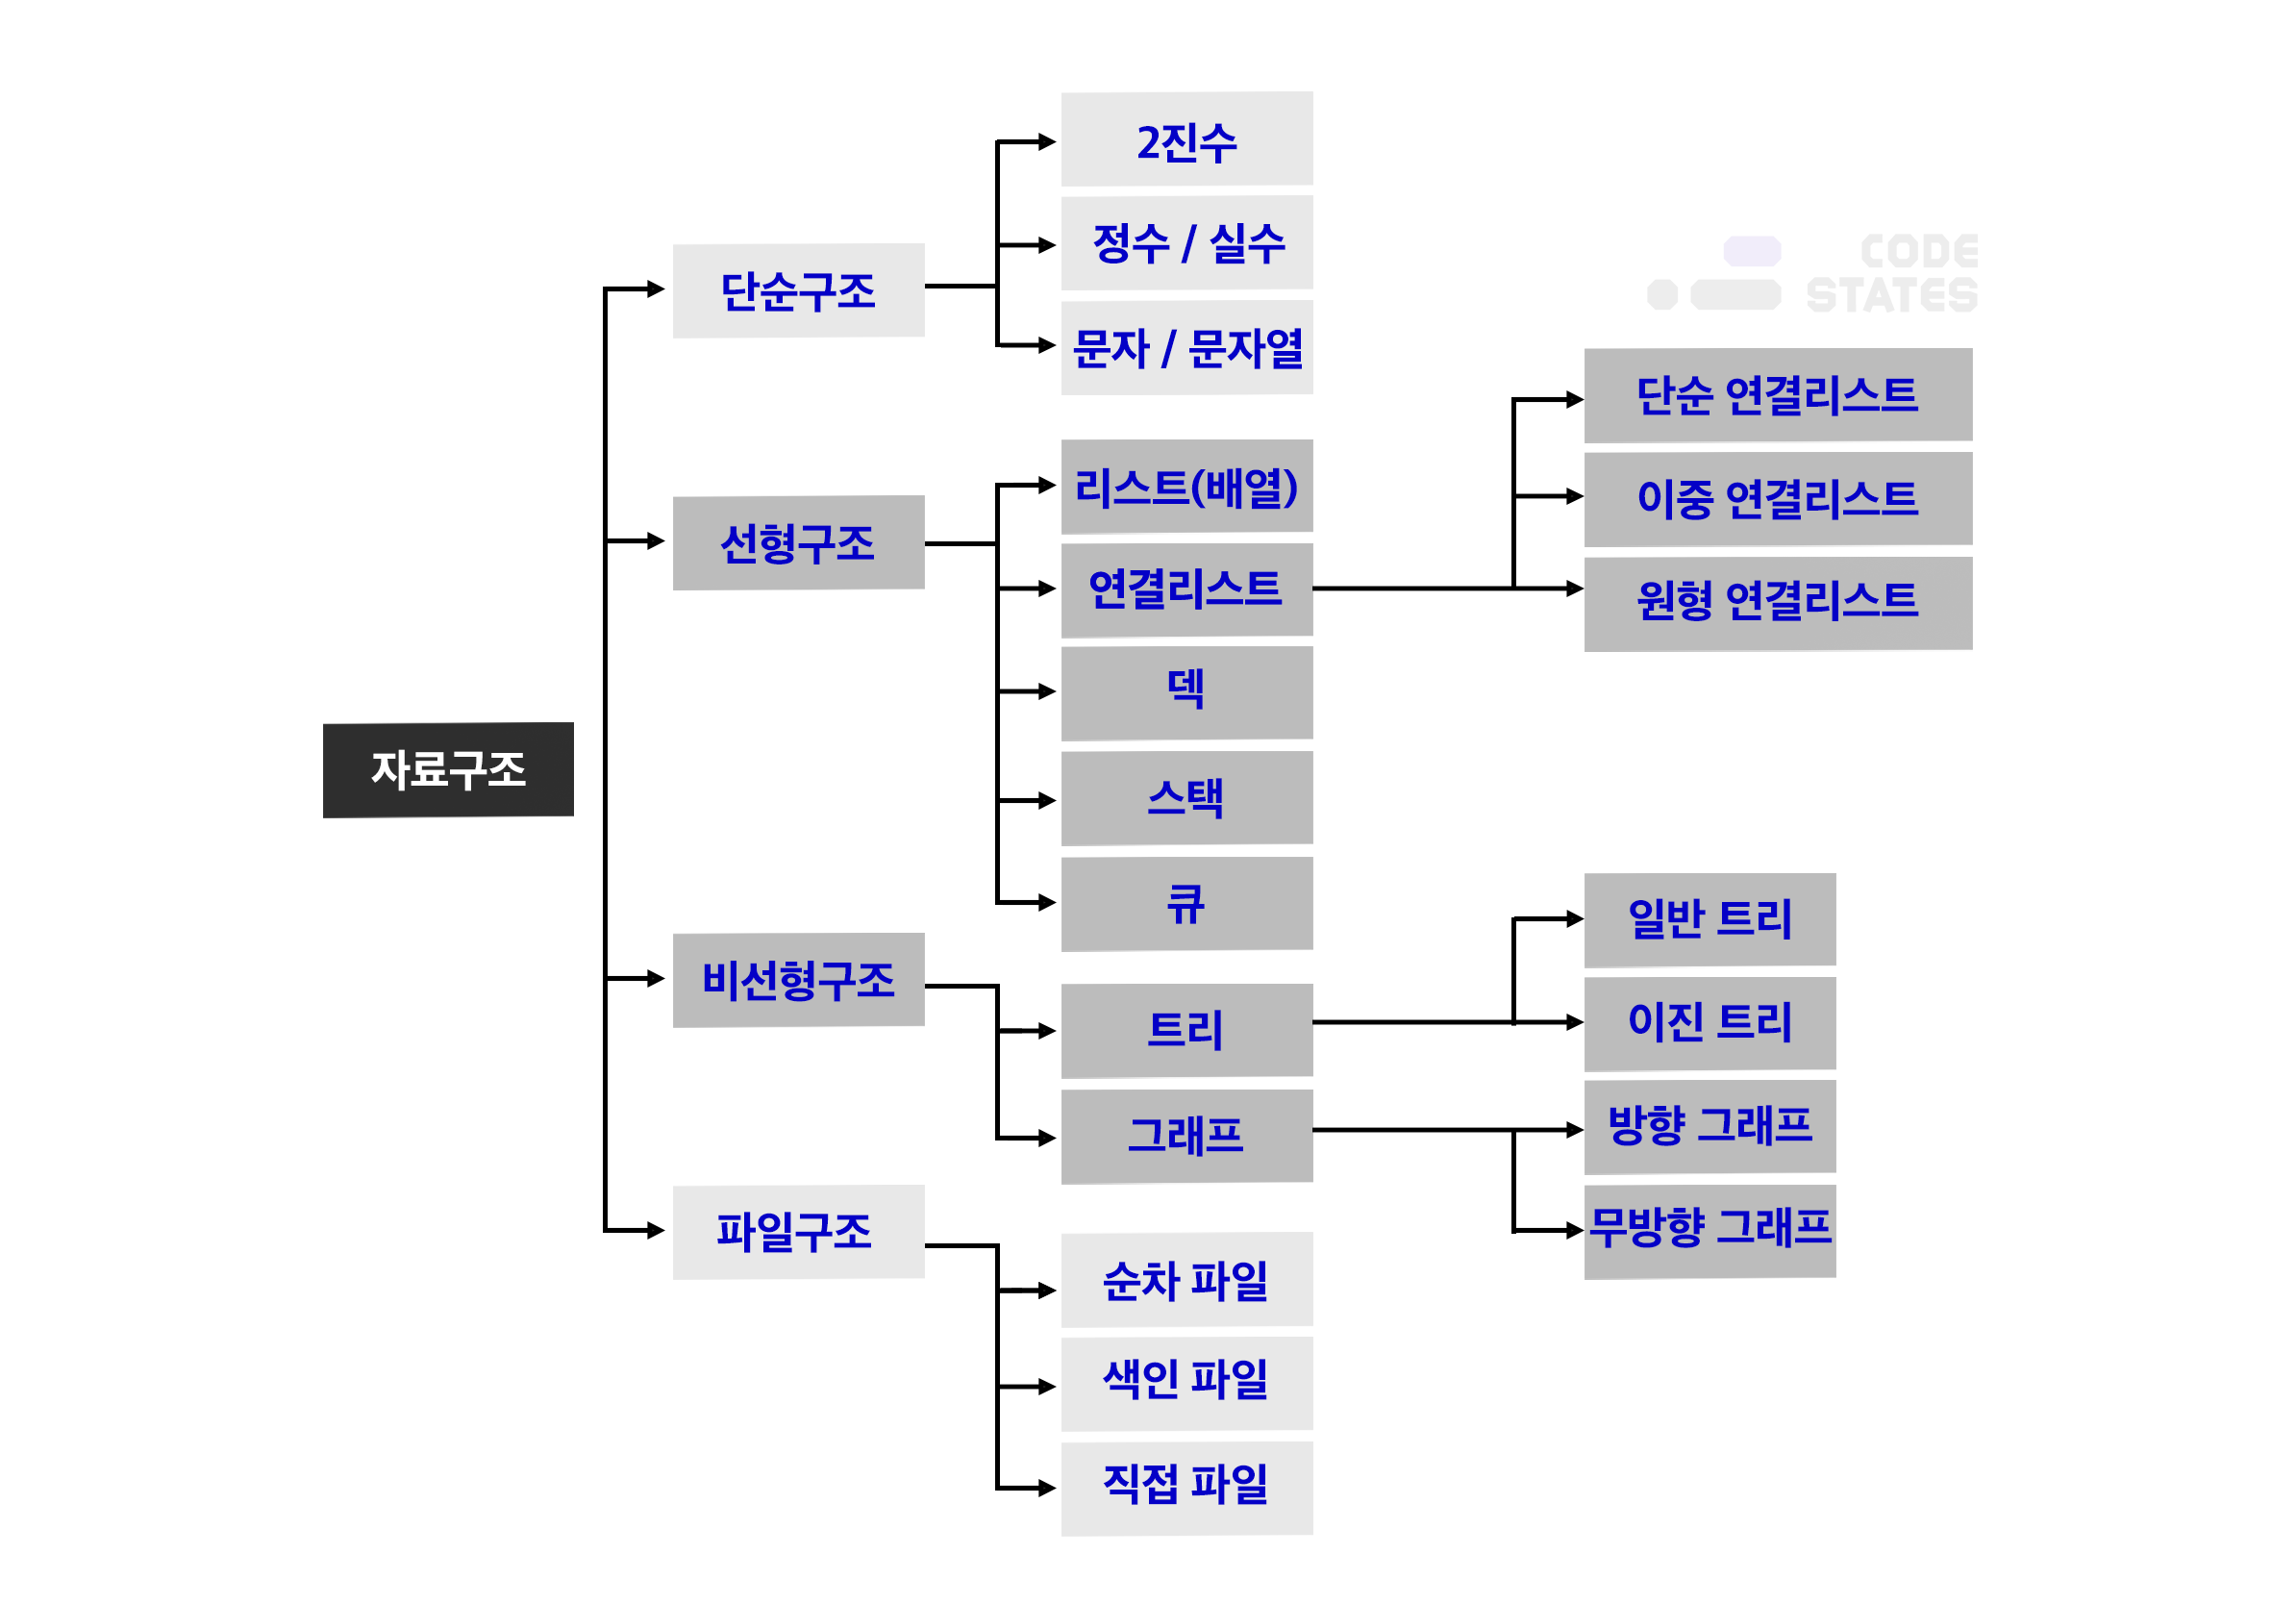 자료구조
단순구조
2진수
정수 / 실수
문자 / 문자열
선형구조
리스트(배열)
연결리스트
단순 연결리스트
이중 연결리스트
원형 연결리스트
덱
스택
큐
비선형구조
트리
일반 트리
이진 트리
그래프
방향 그래프
무방향 그래프
파일구조
순차 파일
색인 파일
직접 파일
CODE
STATES